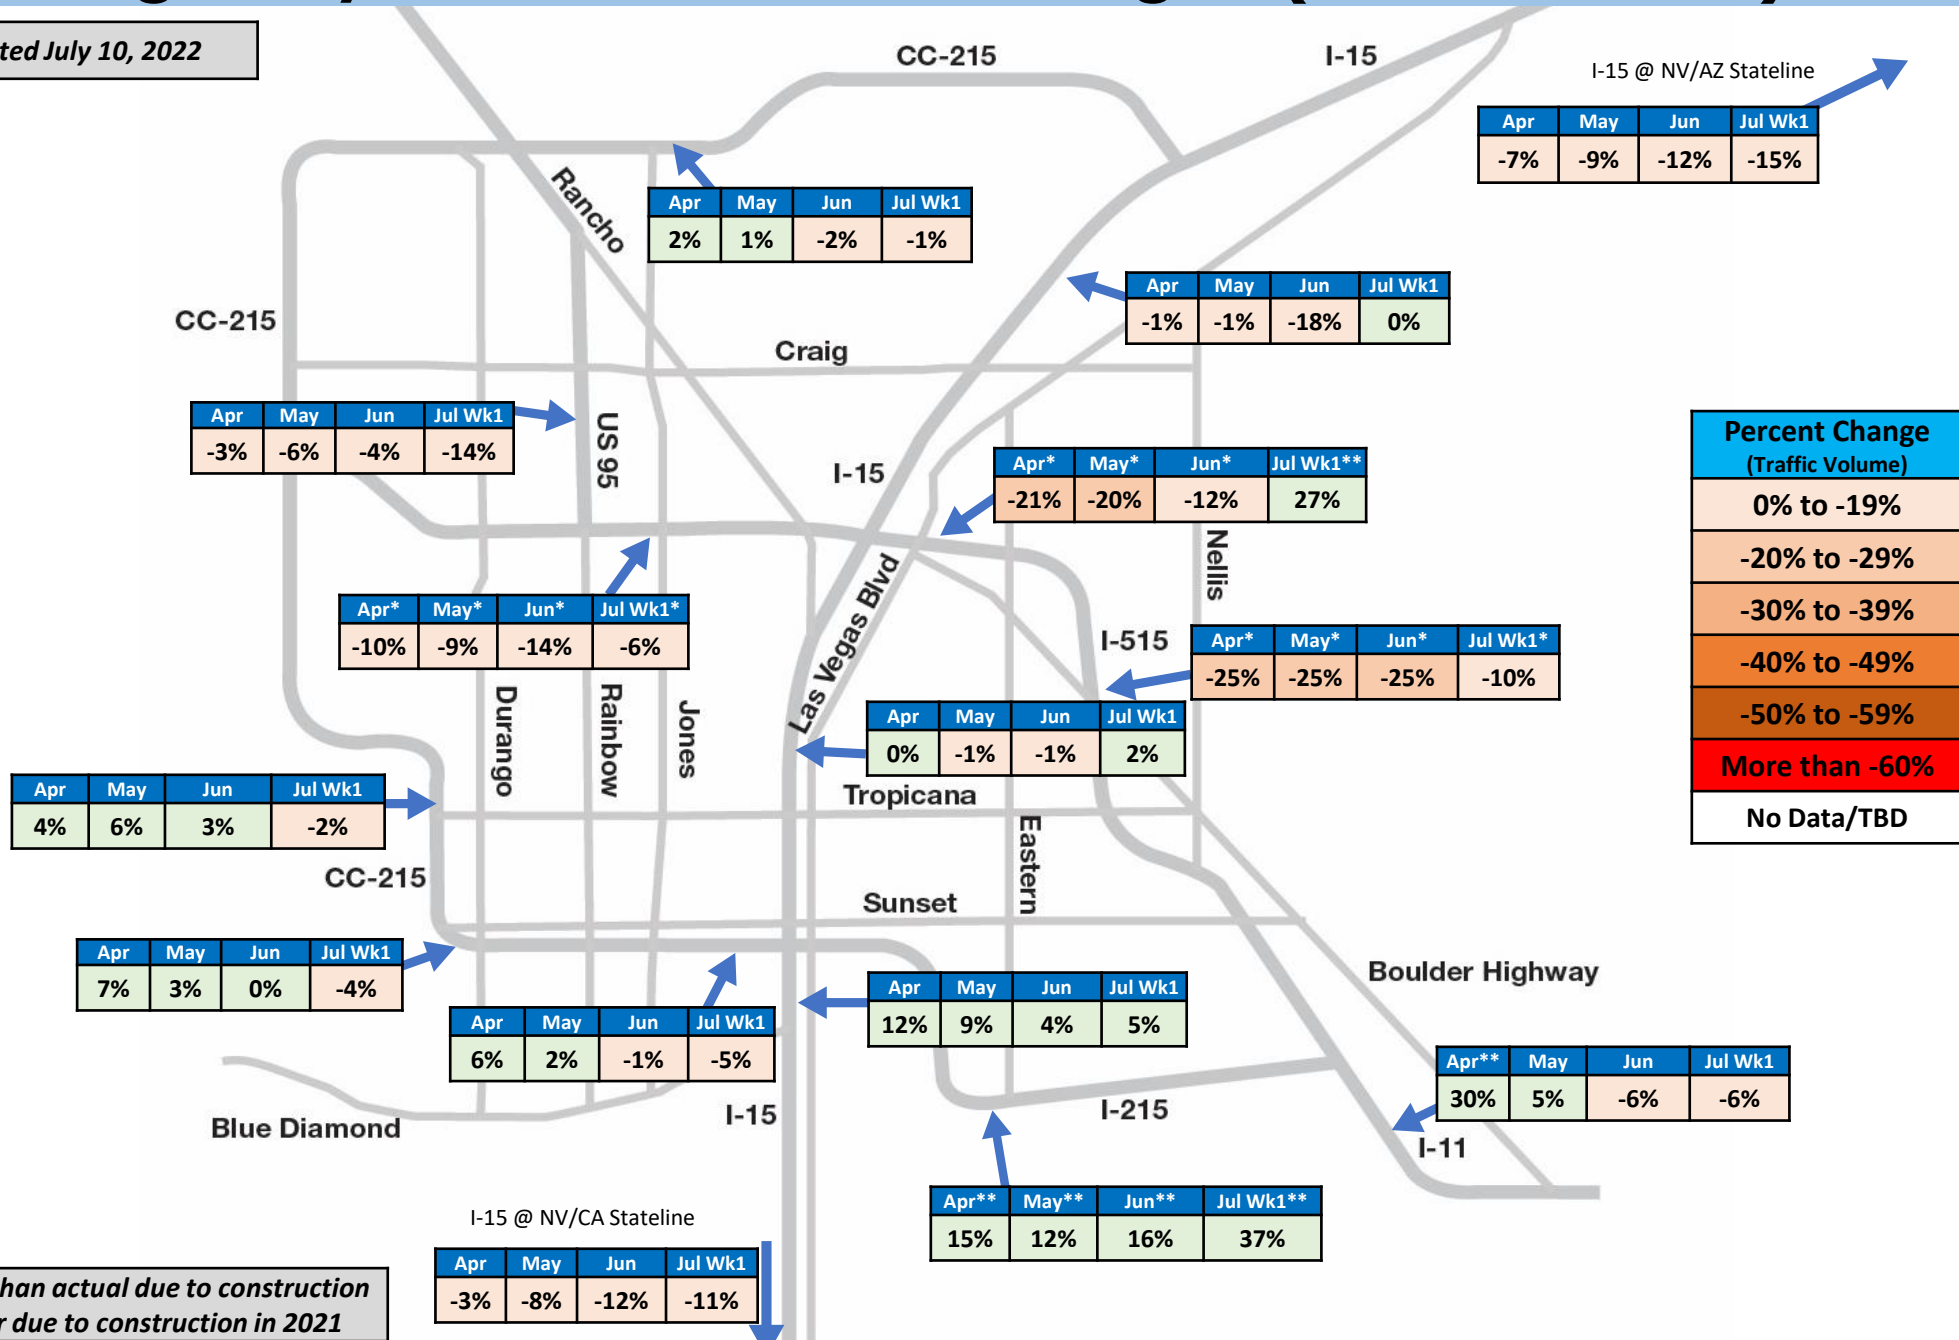 July 10, 2022
CC-215
I-15
I-15 @ NV/AZ Stateline
Apr May Jun Jul Wk1
-7% -9% -12% -15%
Rancho
Apr May Jun Jul Wk1
2% 1% -2% -1%
Apr May Jun Jul Wk1
-1% -1% -18% 0%
CC-215
Craig
Apr May Jun Jul Wk1
-3% -6% -4% -14%
US 95
I-15
Apr* May* Jun* Jul Wk1**
-21% -20% -12% 27%
Percent Change
(Traffic Volume)
0% to -19%
-20% to -29%
-30% to -39%
-40% to -49%
-50% to -59%
More than -60%
No Data/TBD
Nellis
Las Vegas Blvd
Apr* May* Jun* Jul Wk1*
-10% -9% -14% -6%
I-515
Apr* May* Jun* Jul Wk1*
-25% -25% -25% -10%
Durango
Rainbow
Jones
Apr May Jun Jul Wk1
0% -1% -1% 2%
Tropicana
Apr May Jun Jul Wk1
4% 6% 3% -2%
CC-215
Eastern
Sunset
Apr May Jun Jul Wk1
7% 3% 0% -4%
Boulder Highway
Apr May Jun Jul Wk1
12% 9% 4% 5%
Apr May Jun Jul Wk1
6% 2% -1% -5%
Apr** May Jun Jul Wk1
30% 5% -6% -6%
Blue Diamond
I-15
I-215
I-11
Apr** May** Jun** Jul Wk1**
15% 12% 16% 37%
I-15 @ NV/CA Stateline
Apr May Jun Jul Wk1
-3% -8% -12% -11%
than actual due to construction
due to construction in 2021